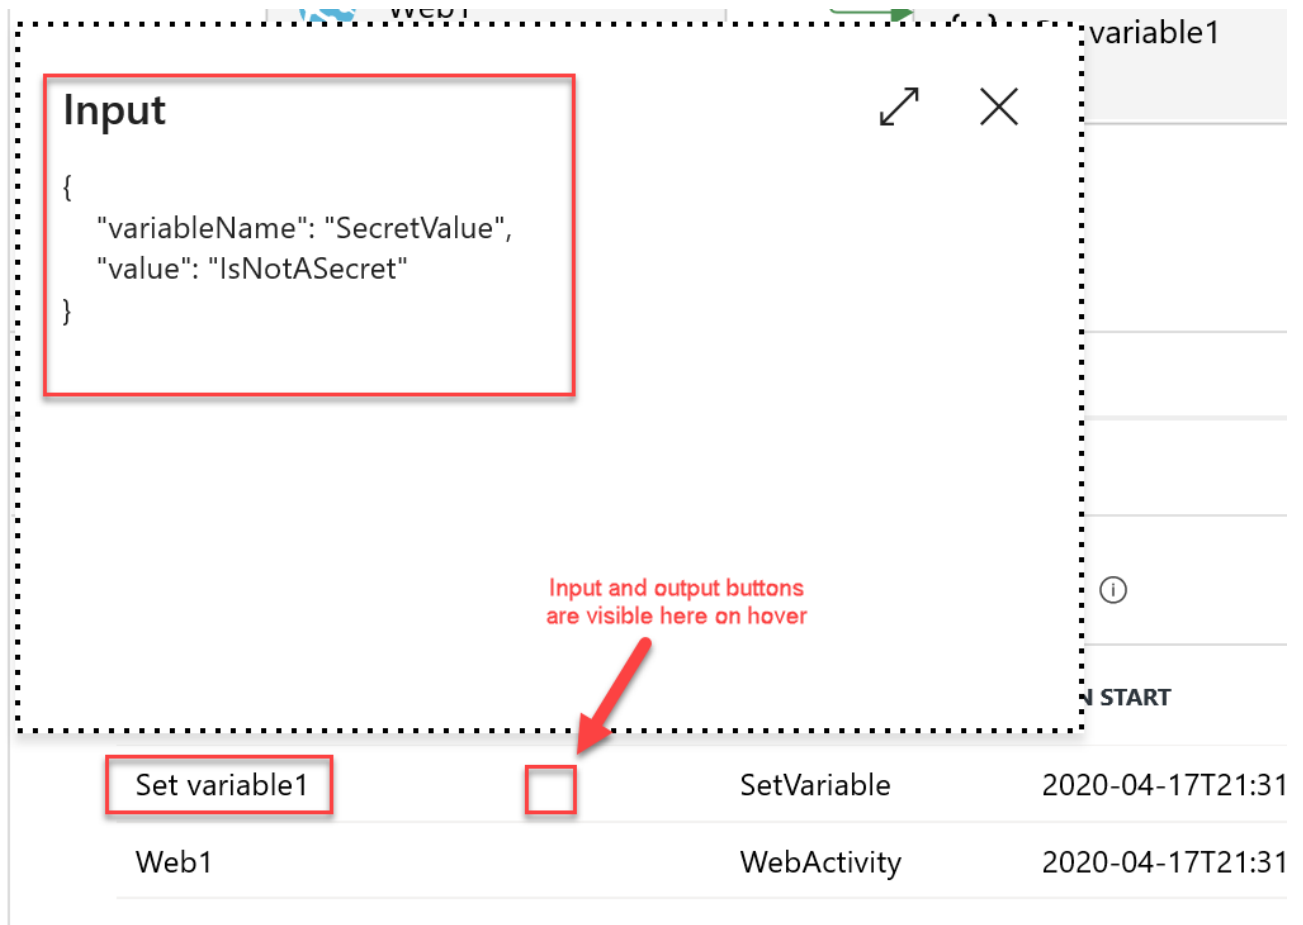 Web1
variable1
Input
{
"variableName": "SecretValue",
"value": "IsNotASecret"
}
Input and output buttons
are visible here on hover
N START
Set variable1
SetVariable
2020-04-17T21:31
Web1
WebActivity
2020-04-17T21:31